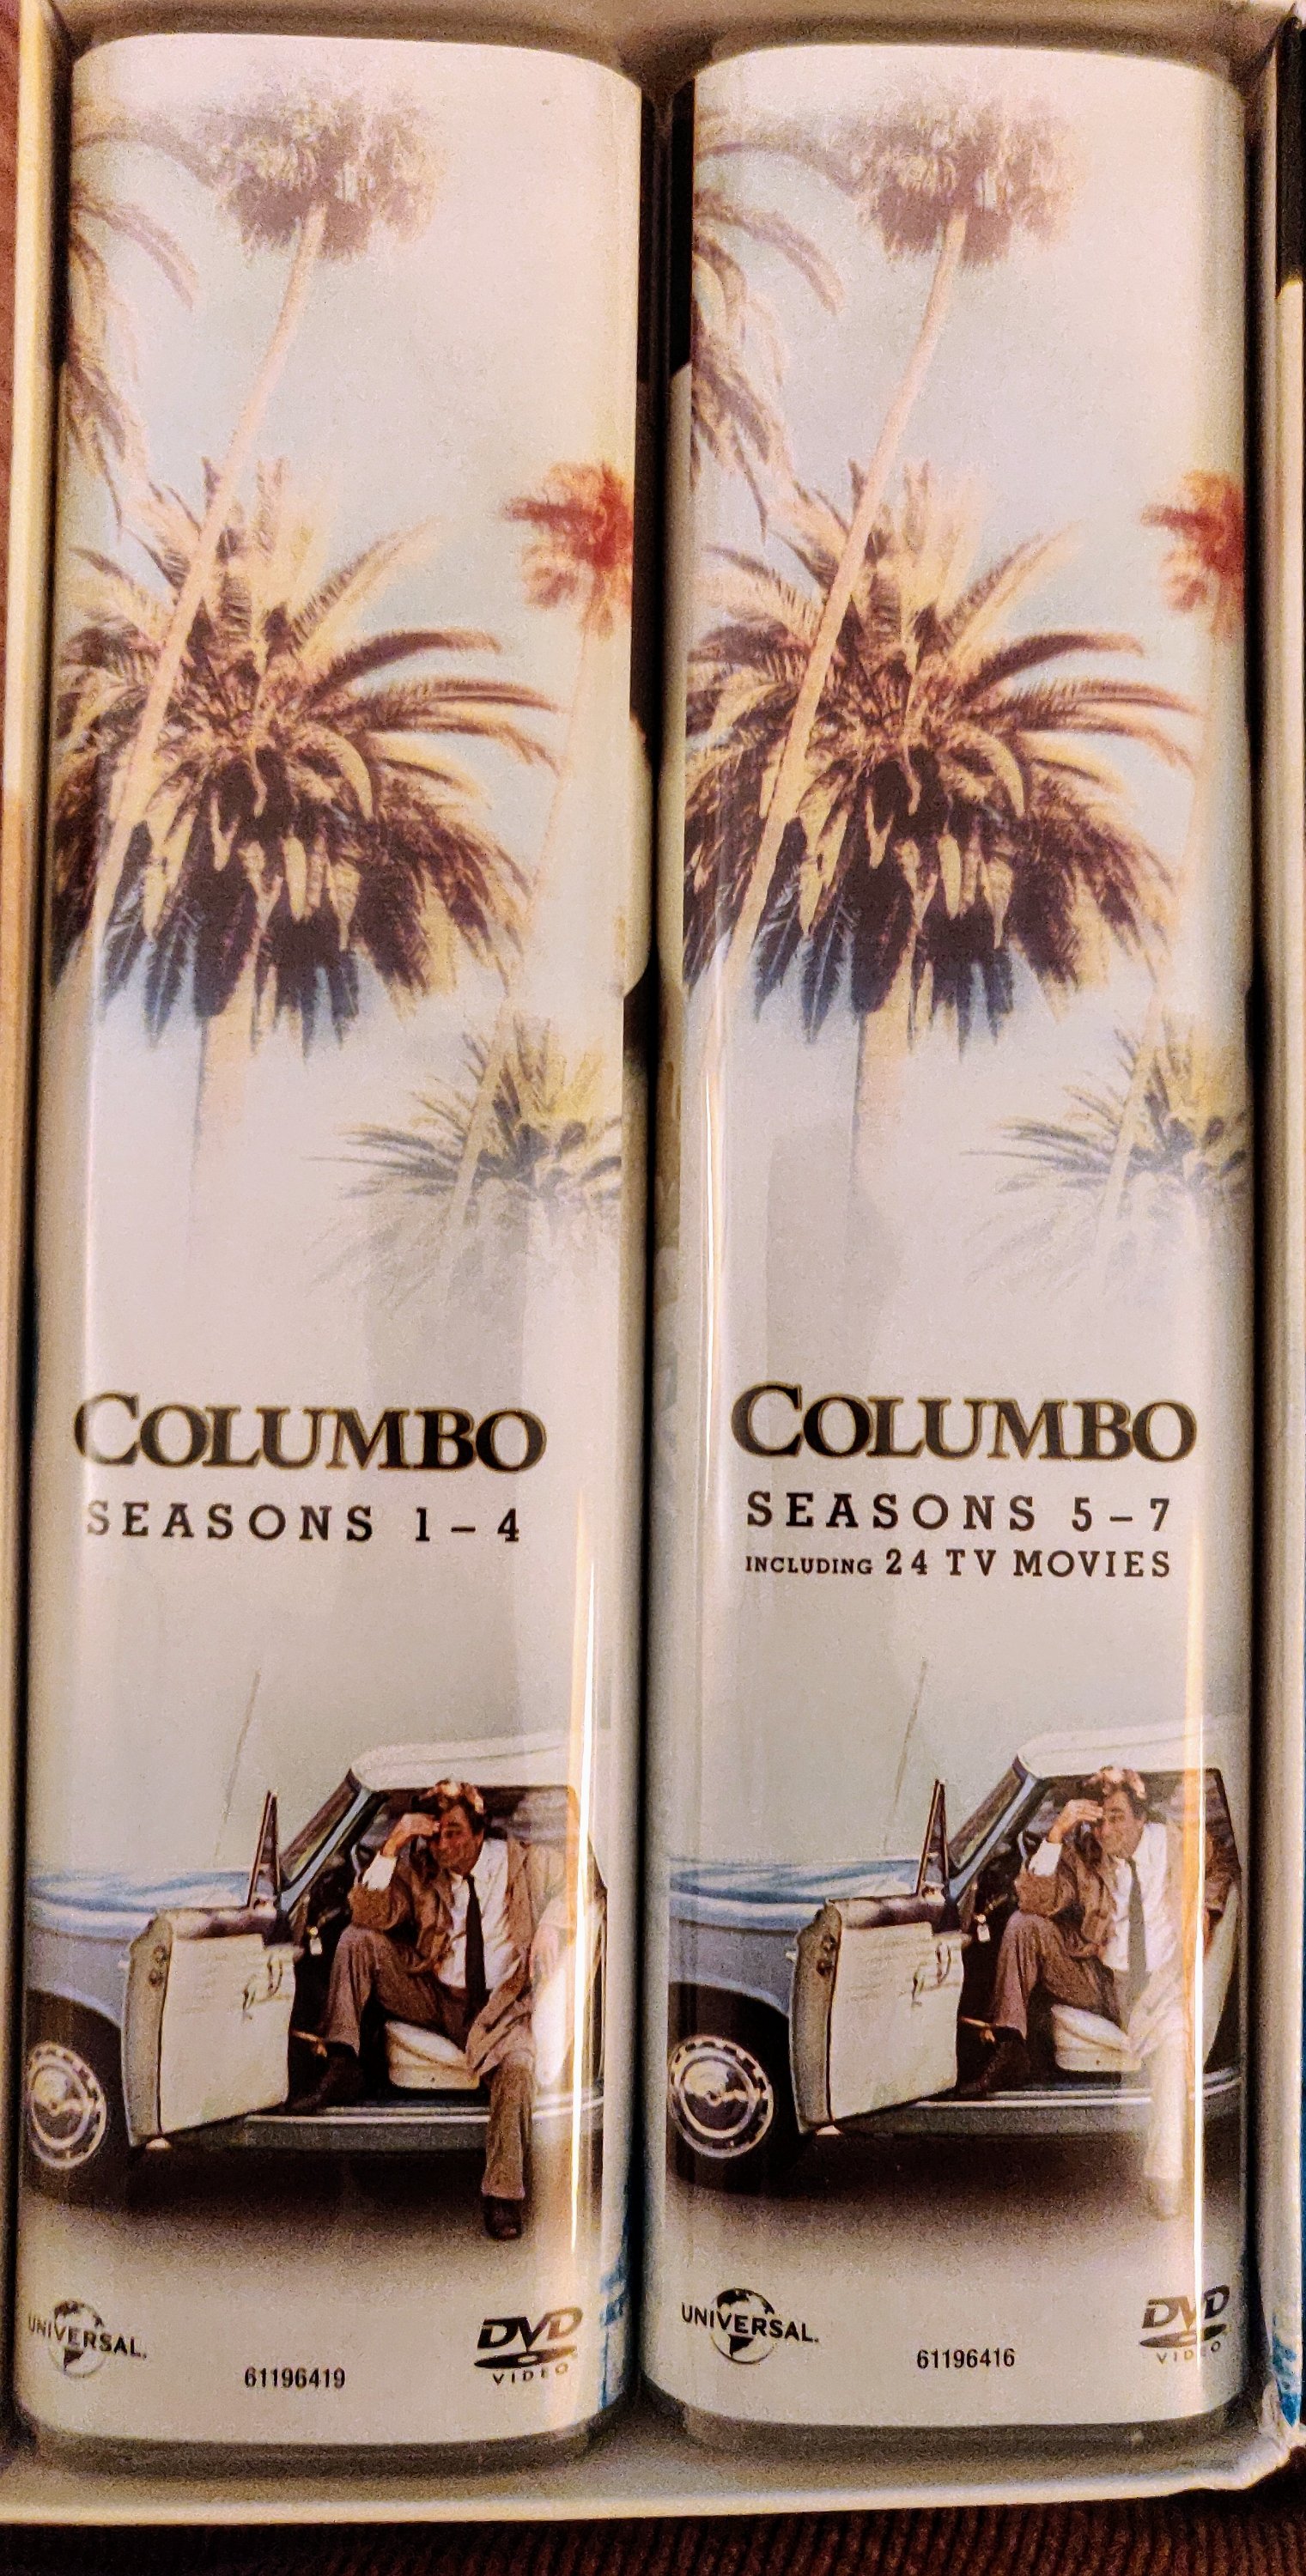 COLUMBO
SEASONS 1–4
UNIVERSAL.
61196419
DVD
VIDEO
COLUMBO
SEASONS 5–7
INCLUDING 24 TV MOVIES
UNIVERSAL.
61196416
DVD
VIDEO